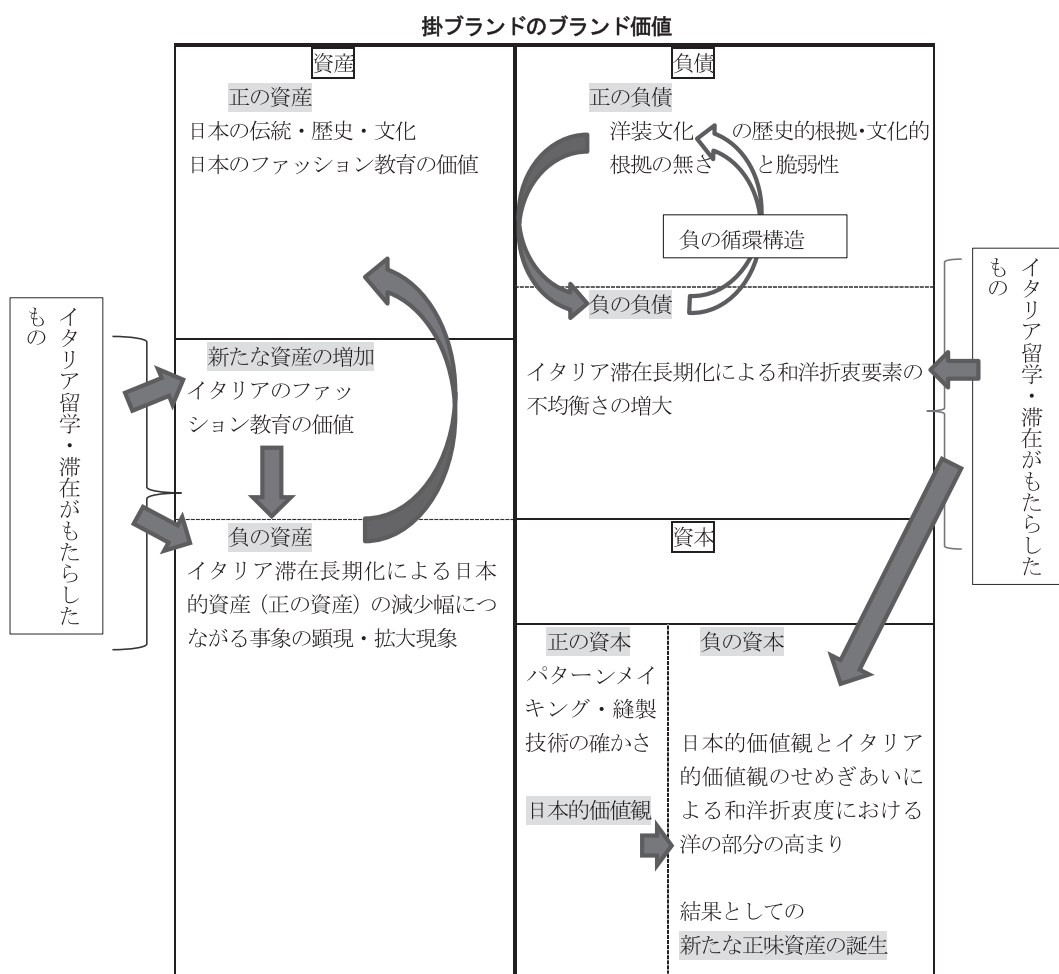 掛ブランドのブランド価値
資産
正の資産
日本の伝統・歴史・文化
日本のファッション教育の価値
新たな資産の増加
イタリアのファッ
ション教育の価値
負の資産
イタリア滞在長期化による日本
的資産（正の資産）の減少幅につ
ながる事象の顕現・拡大現象
イタリア留学・滞在がもたらした
もの
負債
正の負債
洋装文化 の歴史的根拠・文化的
根拠の無さ と脆弱性
負の循環構造
負の負債
イタリア滞在長期化による和洋折衷要素の
不均衡さの増大
イタリア留学・滞在がもたらした
もの
資本
正の資本
パターンメイ
キング・縫製
技術の確かさ
日本的価値観
負の資本
日本的価値観とイタリア
的価値観のせめぎあいに
よる和洋折衷度における
洋の部分の高まり
結果としての
新たな正味資産の誕生